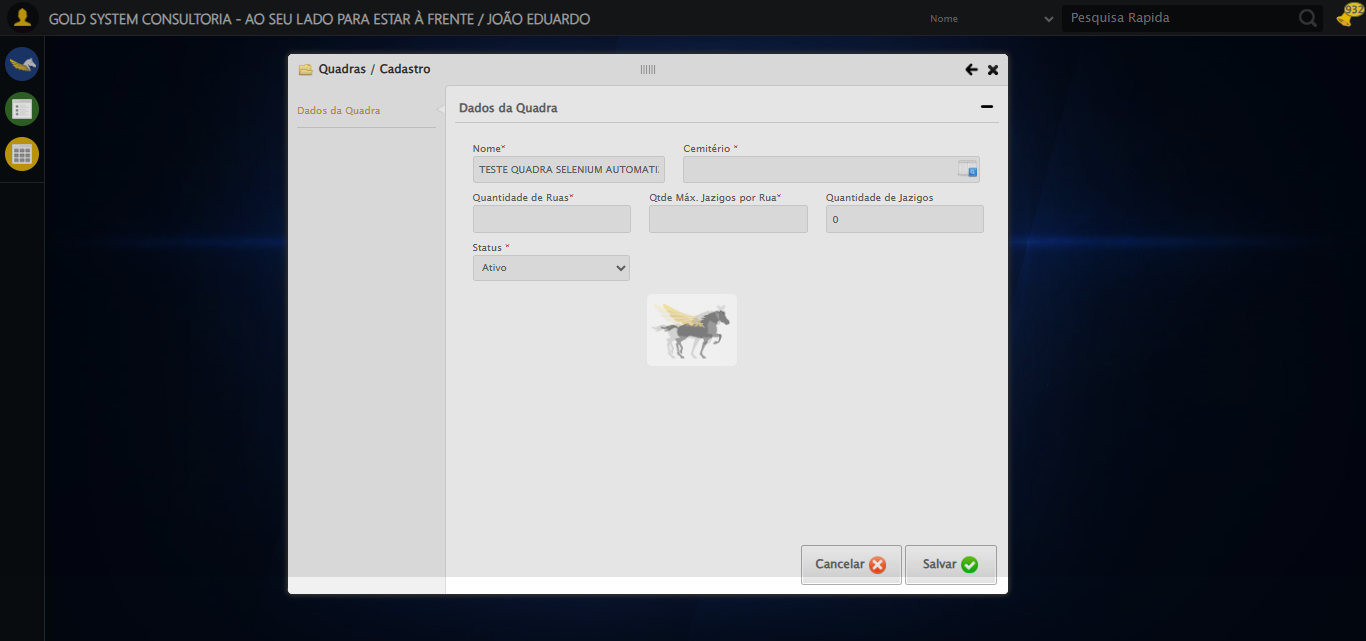 GOLD SYSTEM CONSULTORIA - AO SEU LADO PARA ESTAR À FRENTE / JOÃO EDUARDO
Nome
Pesquisa Rapida
932
Quadras / Cadastro
Dados da Quadra
Dados da Quadra
Nome*
Cemitério *
TESTE QUADRA SELENIUM AUTOMATI
Quantidade de Ruas*
Qtde Máx. Jazigos por Rua*
Quantidade de Jazigos
0
Status *
Ativo
Cancelar
Salvar